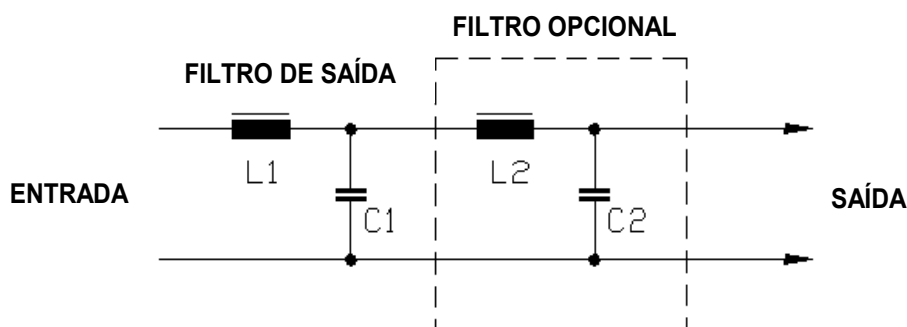 FILTRO OPCIONAL
FILTRO DE SAÍDA
L1
L2
ENTRADA
SAÍDA
C1
C2